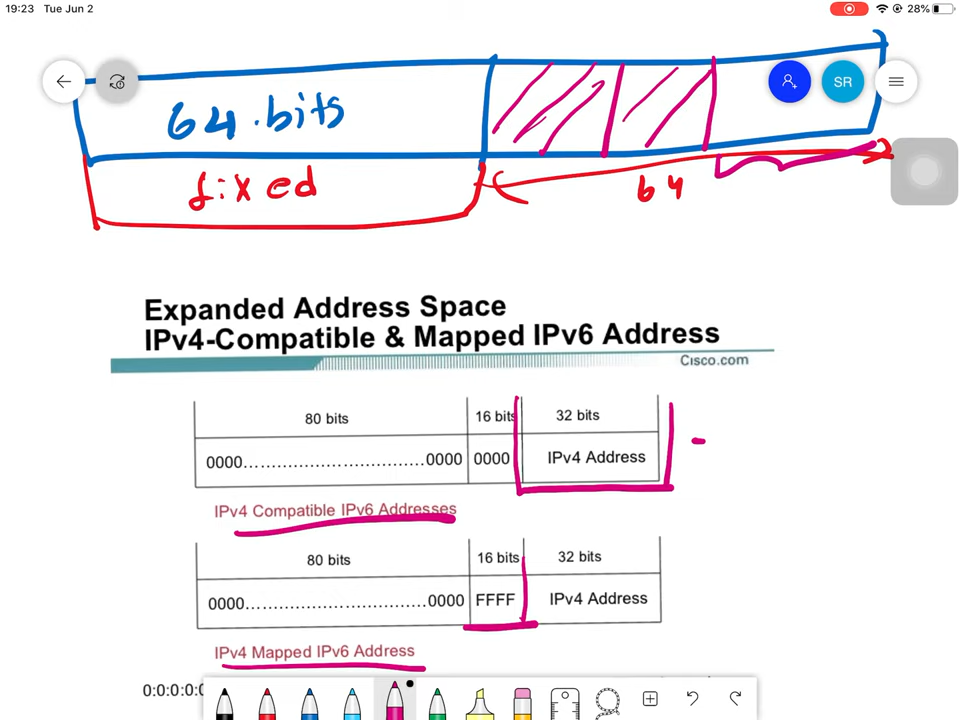 19:23 Tue Jun 2 28%
SR
64 bits
fixed 64
Expanded Address Space
IPv4-Compatible & Mapped IPv6 Address
Cisco.com
80 bits 16 bits 32 bits
0000....................................0000 0000 IPv4 Address
IPv4 Compatible IPv6 Addresses
80 bits 16 bits 32 bits
0000....................................0000 FFFF IPv4 Address
IPv4 Mapped IPv6 Address
0:0:0:0: